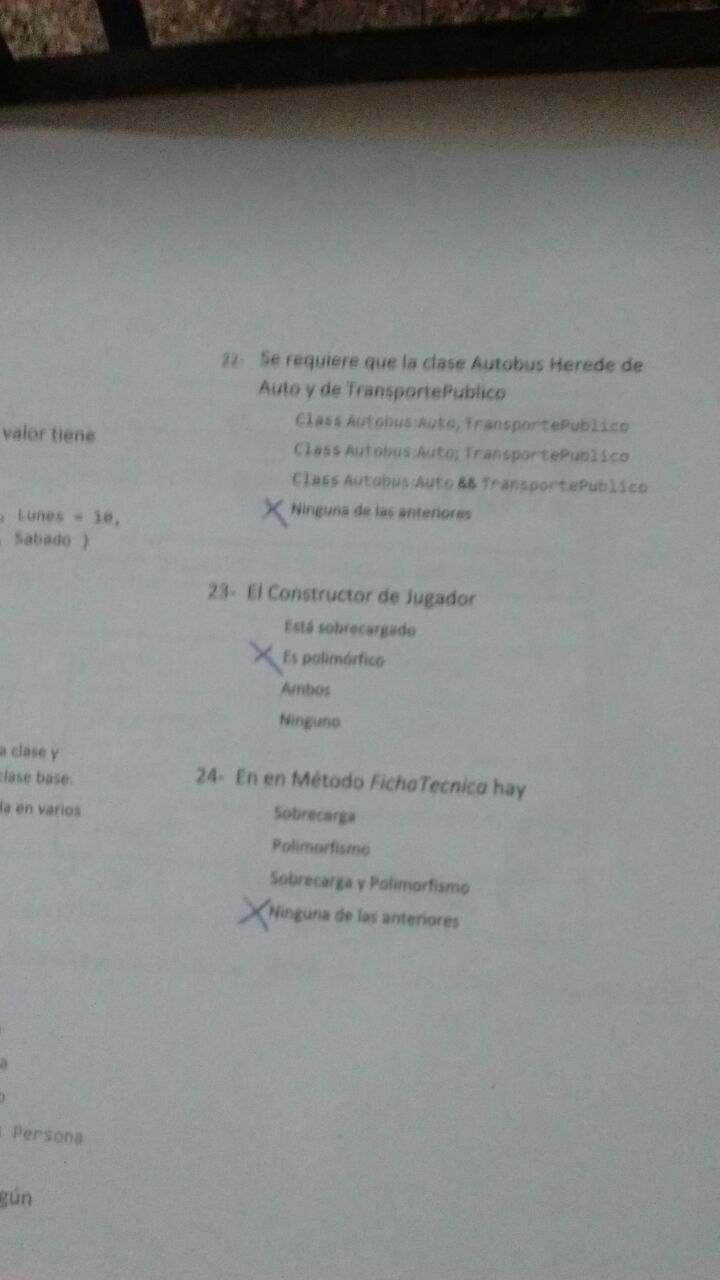 valor tiene
, Lunes = 10,
, Sabado )
a clase y
clase base.
da en varios
a
o
Persona
gún
22- Se requiere que la clase Autobus Herede de
Auto y de TransportePublico
Class Autobus:Auto, TransportePublico
Class Autobus:Auto; TransportePublico
Class Autobus:Auto && TransportePublico
X Ninguna de las anteriores
23- El Constructor de Jugador
Está sobrecargado
X Es polimórfico
Ambos
Ninguno
24- En en Método FichaTecnica hay
Sobrecarga
Polimorfismo
Sobrecarga y Polimorfismo
X Ninguna de las anteriores